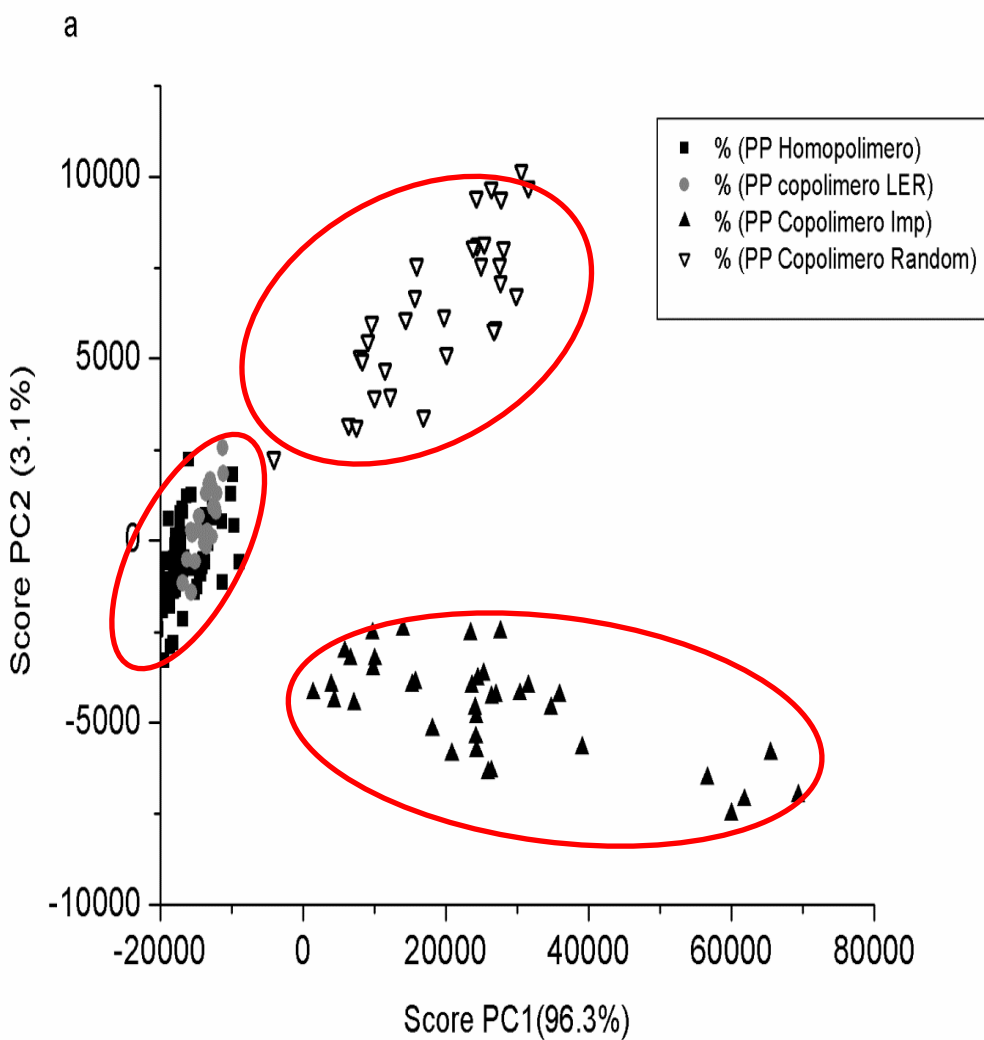 a
% (PP Homopolimero)
% (PP copolimero LER)
% (PP Copolimero Imp)
% (PP Copolimero Random)
Score PC2 (3.1%)
10000
5000
0
-5000
-10000
-20000 0 20000 40000 60000 80000
Score PC1(96.3%)